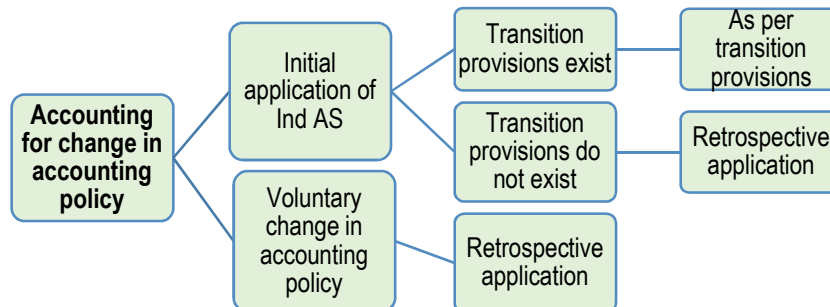 Accounting
for change in
accounting
policy
Initial
application of
Ind AS
Transition
provisions exist
As per
transition
provisions
Transition
provisions do
not exist
Retrospective
application
Voluntary
change in
accounting
policy
Retrospective
application